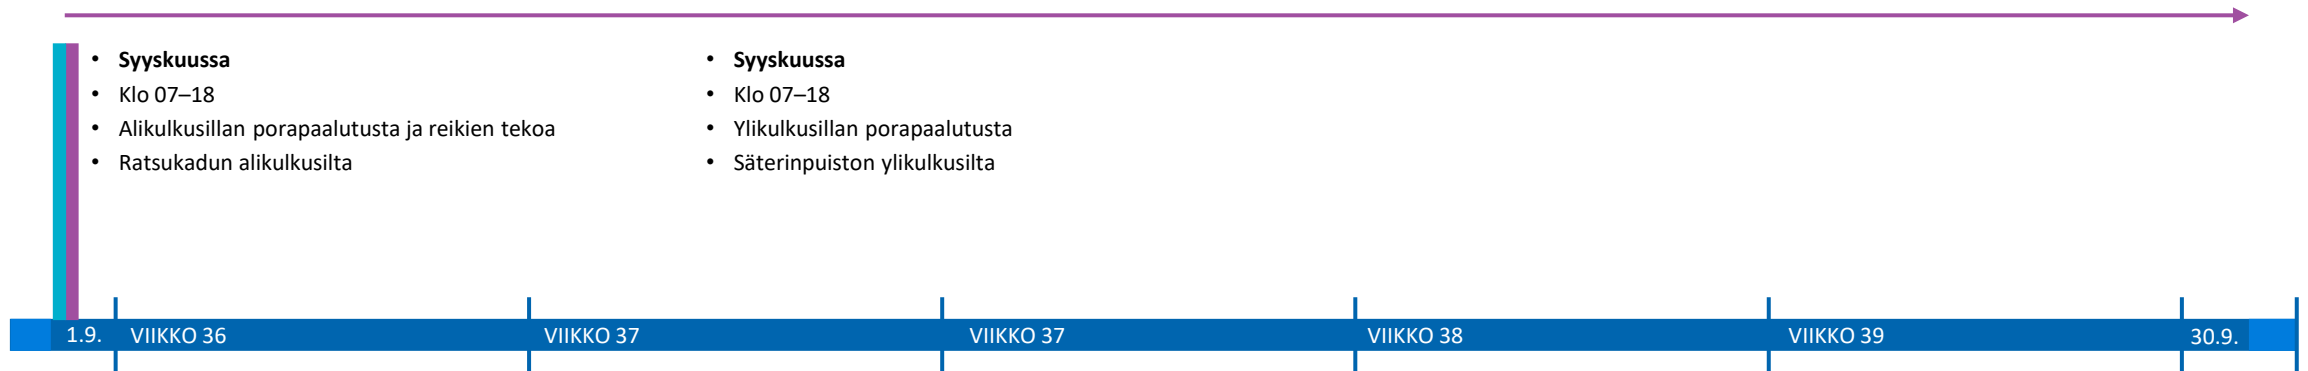 • Syyskuussa
• Klo 07–18
• Alikulkusillan porapaalutusta ja reikien tekoa
• Ratsukadun alikulkusilta
• Syyskuussa
• Klo 07–18
• Ylikulkusillan porapaalutusta
• Säterinpuiston ylikulkusilta
1.9. VIIKKO 36 VIIKKO 37 VIIKKO 37 VIIKKO 38 VIIKKO 39 30.9.